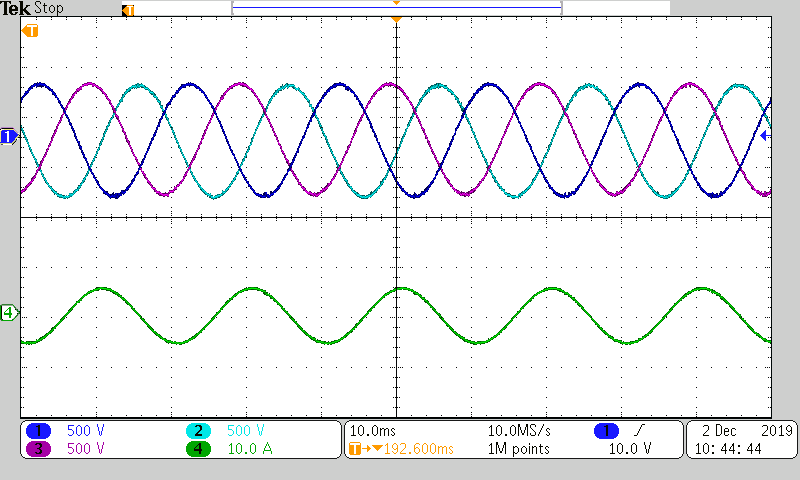 Tek Stop
T
T
1
4
1 500 V 2 500 V
3 500 V 4 10.0 A
10.0ms 10.0MS/s 1 10.0 V
T→▼192.600ms 1M points
2 Dec 2019
10: 44: 44